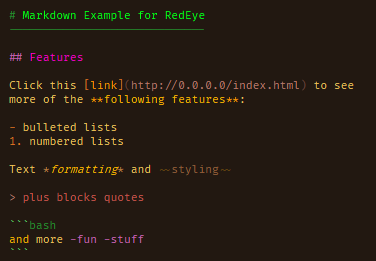 # Markdown Example for RedEye
------------------------------
## Features
Click this [link](http://0.0.0.0/index.html) to see
more of the **following features**:
- bulleted lists
1. numbered lists
Text *formatting* and ~~styling~~
> plus blocks quotes
```bash
and more -fun -stuff
```